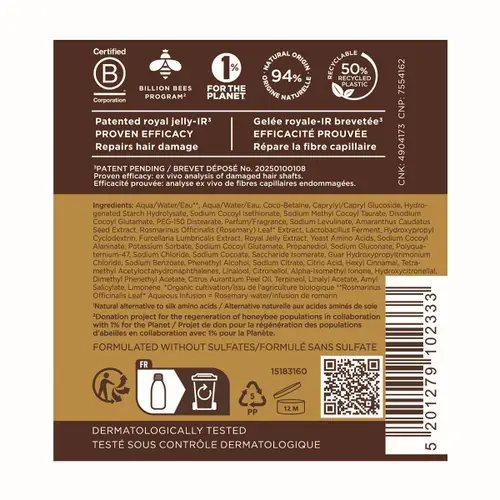 Certified
B
Corporation
BILLION BEES
PROGRAM²
1%
FOR THE
PLANET
NATURAL ORIGIN
94%
ORIGINE NATURELLE
50%
RECYCLED
PLASTIC
RECYCLABLE
Patented royal jelly-IR³
PROVEN EFFICACY
Repairs hair damage
Gelée royale-IR brevetée³
EFFICACITÉ PROUVÉE
Répare la fibre capillaire
³PATENT PENDING / BREVET DÉPOSÉ No. 20250100108
Proven efficacy: ex vivo analysis of damaged hair shafts.
Efficacité prouvée: analyse ex vivo de fibres capillaires endommagées.
CNK: 4904173 CNP: 7554162
Ingredients: Aqua/Water/Eau**, Aqua/Water/Eau, Coco-Betaine, Caprylyl/Capryl Glucoside, Hydro-
genated Starch Hydrolysate, Sodium Cocoyl Isethionate, Sodium Methyl Cocoyl Taurate, Disodium
Cocoyl Glutamate, PEG-150 Distearate, Parfum/Fragrance, Sodium Levulinate, Amaranthus Caudatus
Seed Extract, Rosmarinus Officinalis (Rosemary) Leaf* Extract, Lactobacillus Ferment, Hydroxypropyl
Cyclodextrin, Furcellaria Lumbricalis Extract, Royal Jelly Extract, Yeast Amino Acids, Sodium Cocoyl
Alaninate, Potassium Sorbate, Sodium Cocoyl Glutamate, Propanediol, Sodium Gluconate, Polyqua-
ternium-47, Sodium Chloride, Sodium Cocoate, Saccharide Isomerate, Guar Hydroxypropyltrimonium
Chloride, Sodium Benzoate, Phenethyl Alcohol, Sodium Citrate, Citric Acid, Hexyl Cinnamal, Tetra-
methyl Acetyloctahydronaphthalenes, Linalool, Citronellol, Alpha-Isomethyl Ionone, Hydroxycitronellal,
Dimethyl Phenethyl Acetate, Citrus Aurantium Peel Oil, Terpineol, Linalyl Acetate, Amyl
Salicylate, Limonene. *Organic cultivation/issu de l'agriculture biologique **Rosmarinus
Officinalis Leaf* Aqueous Infusion = Rosemary water/infusion de romarin
¹Natural alternative to silk amino acids / Alternative naturelle aux acides aminés de soie
²Donation project for the regeneration of honeybee populations in collaboration
with 1% for the Planet / Projet de don pour la régénération des populations
d'abeilles en collaboration avec 1% pour la Planète.
FORMULATED WITHOUT SULFATES/FORMULÉ SANS SULFATE
FR
15183160
5
PP
12 M
5201279102333
DERMATOLOGICALLY TESTED
TESTÉ SOUS CONTRÔLE DERMATOLOGIQUE